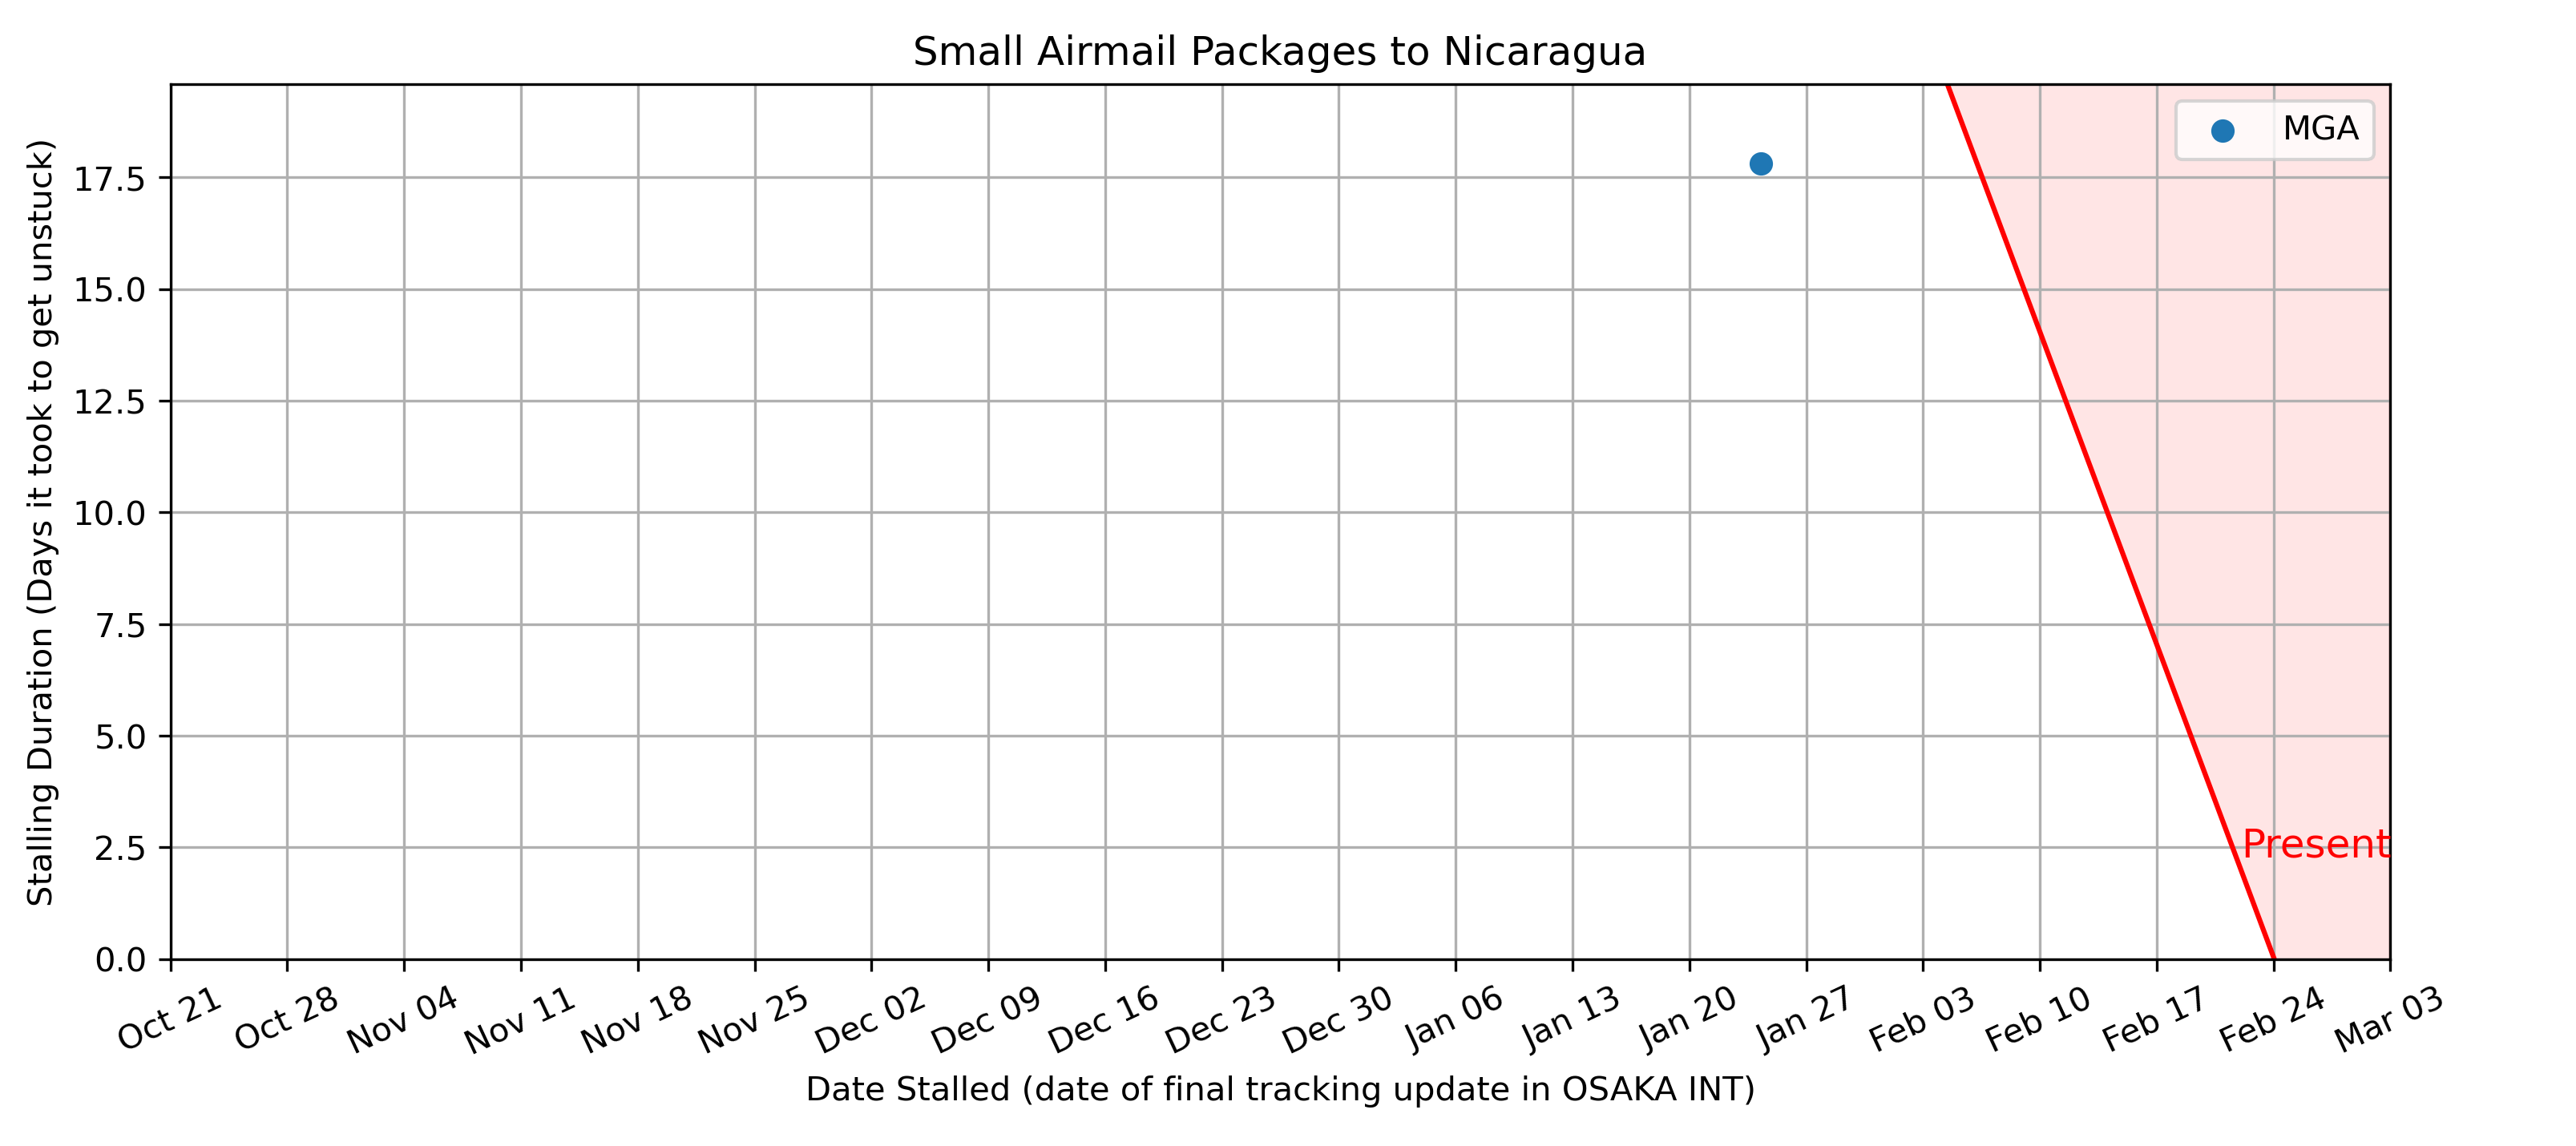 Small Airmail Packages to Nicaragua
MGA
Stalling Duration (Days it took to get unstuck)
17.5
15.0
12.5
10.0
7.5
5.0
2.5
0.0
Present
Oct 21
Oct 28
Nov 04
Nov 11
Nov 18
Nov 25
Dec 02
Dec 09
Dec 16
Dec 23
Dec 30
Jan 06
Jan 13
Jan 20
Jan 27
Feb 03
Feb 10
Feb 17
Feb 24
Mar 03
Date Stalled (date of final tracking update in OSAKA INT)